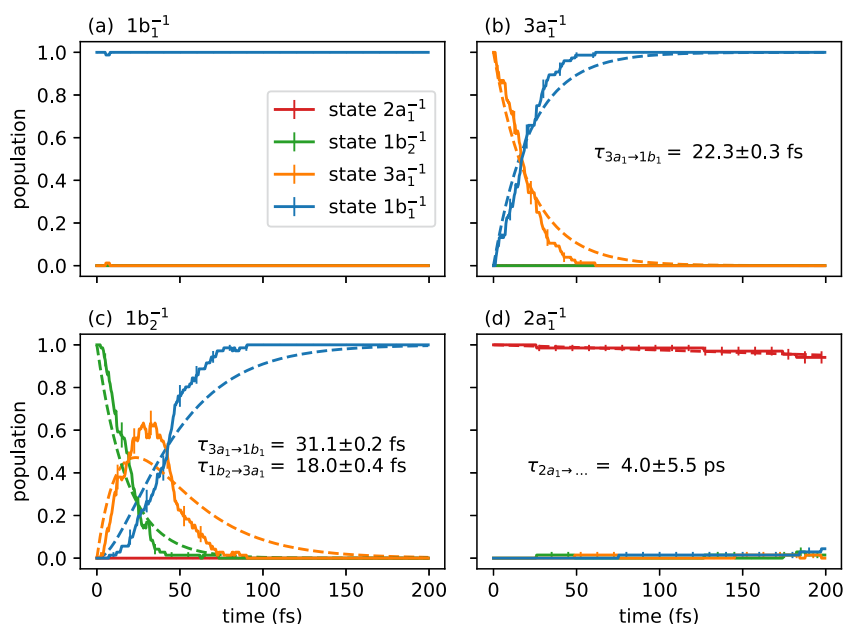 (a) 1b₁⁻¹
(b) 3a₁⁻¹
population
1.0
0.8
0.6
0.4
0.2
0.0
state 2a₁⁻¹
state 1b₂⁻¹
state 3a₁⁻¹
state 1b₁⁻¹
τ3a₁→1b₁ = 22.3±0.3 fs
(c) 1b₂⁻¹
(d) 2a₁⁻¹
population
1.0
0.8
0.6
0.4
0.2
0.0
τ3a₁→1b₁ = 31.1±0.2 fs
τ1b₂→3a₁ = 18.0±0.4 fs
τ2a₁→... = 4.0±5.5 ps
0 50 100 150 200
0 50 100 150 200
time (fs)
time (fs)